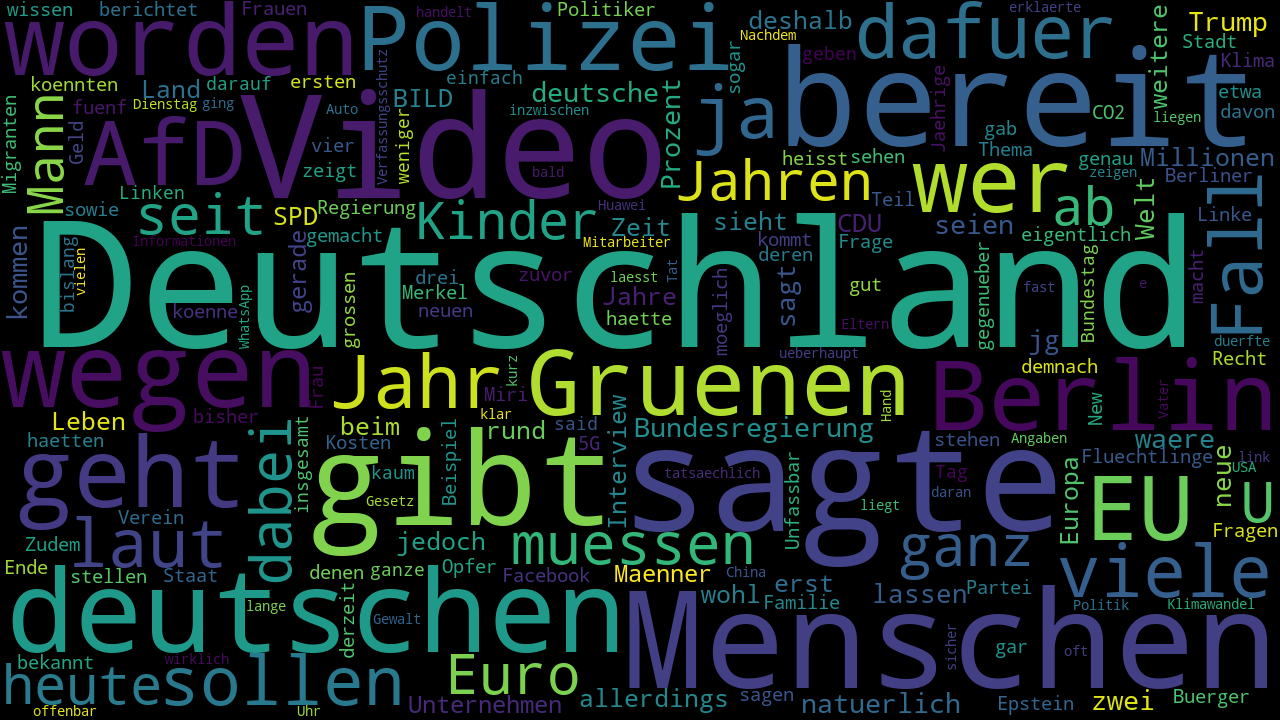 wissen berichtet Frauen handelt Politiker erklaerte
worden Polizei deshalb dafuer weitere Trump
Nachdem Stadt
sogar geben Klima
koennten Land darauf ersten einfach Jaehrige etwa
Migranten fuenf Dienstag ging Auto Verfassungsschutz BILD deutsche ja bereit CO2 davon
Mann Geld AfD Video vier weniger inzwischen Prozent gab liegen
zeigt bald heisst sehen Thema genau Millionen
Linken Jahren Teil wer zeigen Berliner
sowie seit SPD Regierung Kinder Huawei Zeit sieht CDU seien ab Welt Linke
kommen Informationen gemacht Mitarbeiter kommt Frage eigentlich Fall
bislang vielen gerade grossen drei zuvor laesst Tat deren sagt gut gegenueber fast Bundestag e macht
Deutschland
Merkel Jahre moeglich
koenne WhatsApp neuen haette Eltern
jg duerfte
wegen Frau Jahr kurz Gruenen ueberhaupt Berlin demnach Recht
Miri Hand New Vater
Leben bisher klar
haetten dabei insgesamt beim rund said Interview Bundesregierung stehen Angaben waere
Kosten 5G Fluechtlinge link
geht gibt kaum Beispiel tatsaechlich Unfassbar sagte Tag Europa EU neue USA
Gesetz daran U
Verein liegt
laut jedoch muessen ganz Fragen
Zudem
Ende stellen Staat denen ganze Opfer Facebook Maenner China erst viele
derzeit wohl Familie lassen Partei
deutschen lange Gewalt Menschen Politik Klimawandel
bekannt wirklich sicher gar oft
heute sollen Euro allerdings sagen natuerlich Epstein zwei Buerger
offenbar Uhr Unternehmen